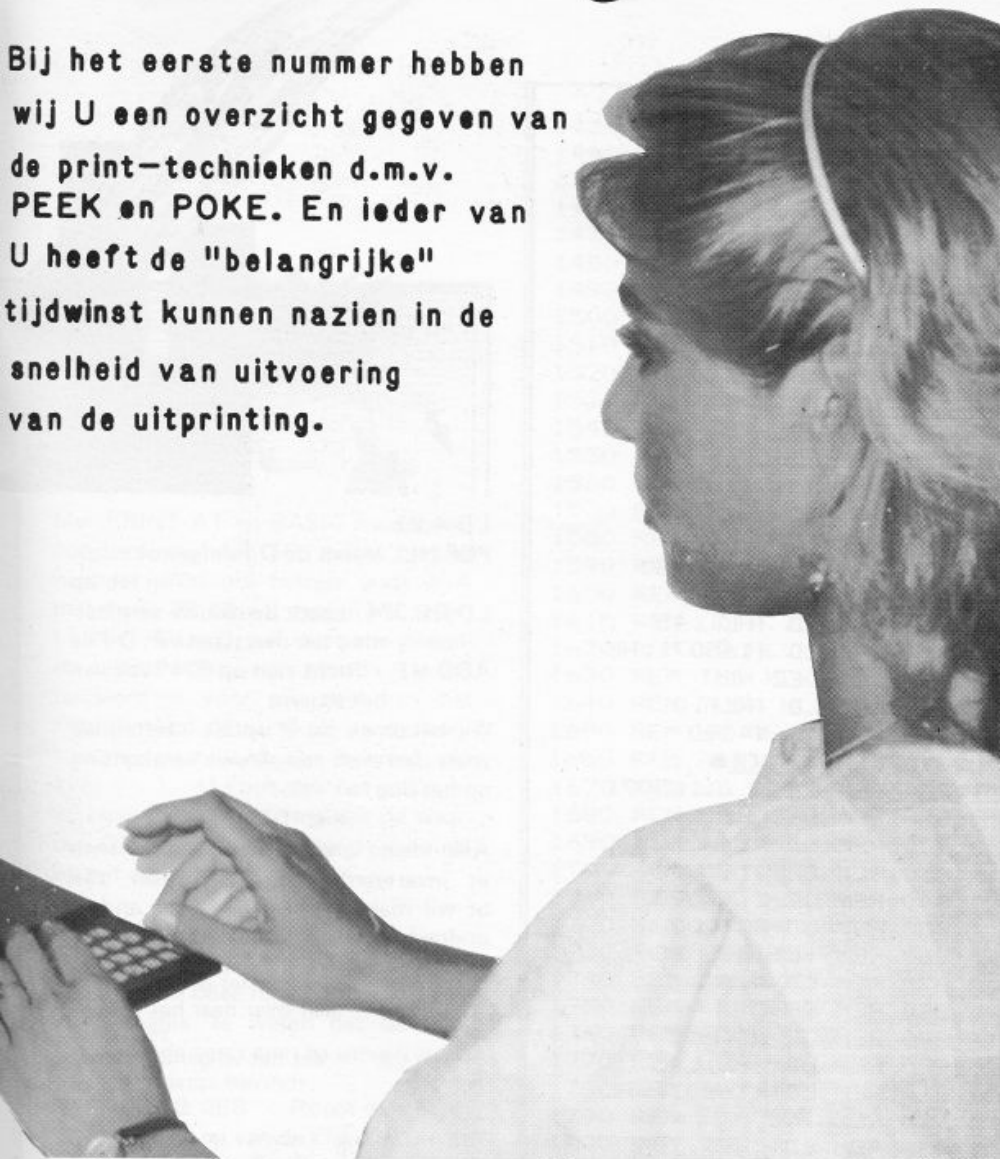 Bij het eerste nummer hebben
wij U een overzicht gegeven van
de print-technieken d.m.v.
PEEK en POKE. En ieder van
U heeft de "belangrijke"
tijdwinst kunnen nazien in de
snelheid van uitvoering
van de uitprinting.